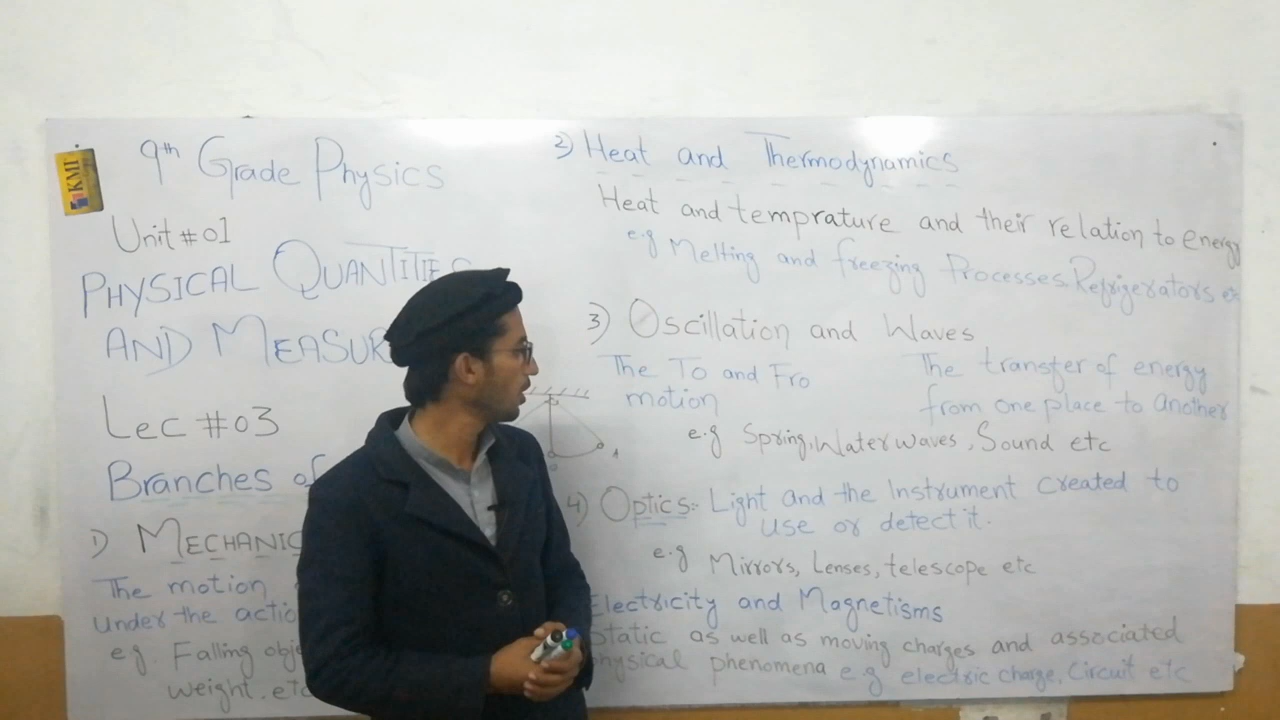 KMI
9th Grade Physics
Unit # 01
PHYSICAL QUANTITIES
AND MEASUR
Lec # 03
Branches of
1) MECHANIC
The motion
under the actio
eg. Falling obje
weight. etc
2) Heat and Thermodynamics
Heat and temprature and their relation to energy
e.g Melting and freezing Processes, Refrigerators etc
3) Oscillation and Waves
The To and Fro
motion
The transfer of energy
from one place to another
e.g Spring, Water waves, Sound etc
A
4) Optics:- Light and the Instrument created to
use or detect it.
e.g Mirrors, Lenses, telescope etc
Electricity and Magnetisms
Static as well as moving charges and associated
physical phenomena e.g electric charge, Circuit etc